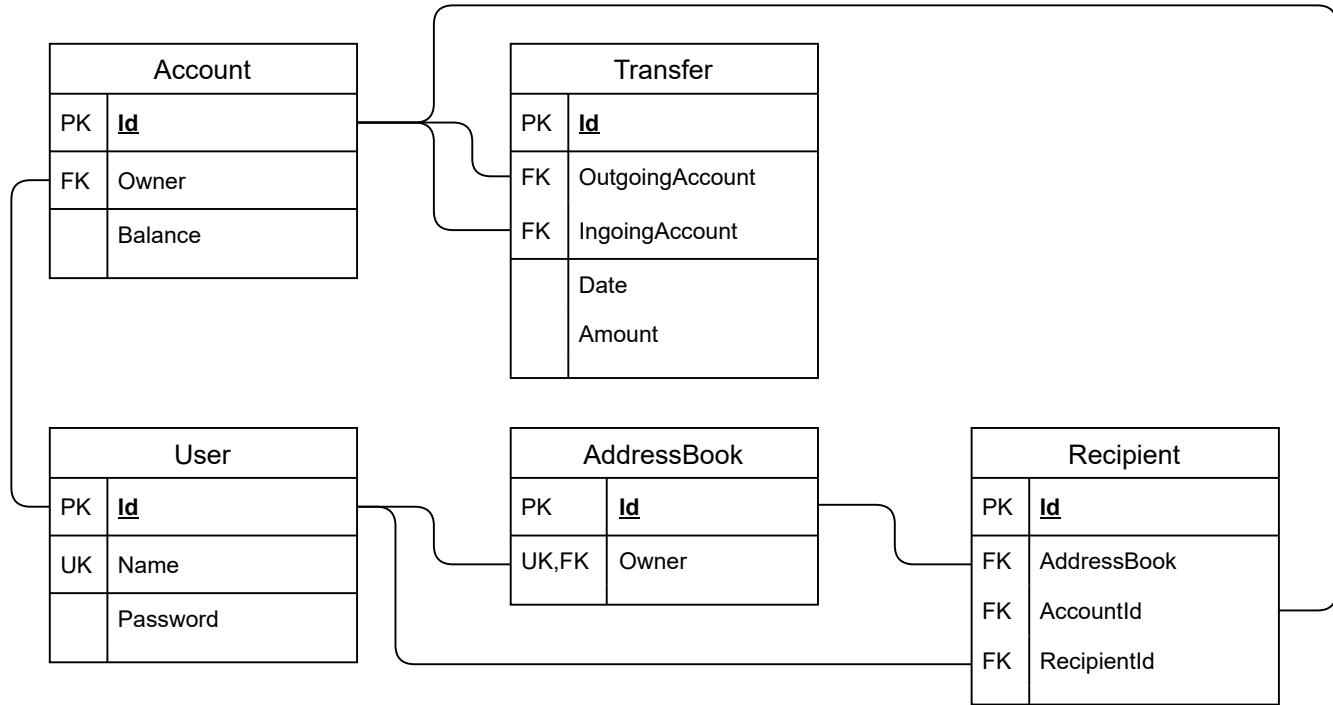 Account
PK Id
FK Owner
Balance
Transfer
PK Id
FK OutgoingAccount
FK IngoingAccount
Date
Amount
User
PK Id
UK Name
Password
AddressBook
PK Id
UK,FK Owner
Recipient
PK Id
FK AddressBook
FK AccountId
FK RecipientId